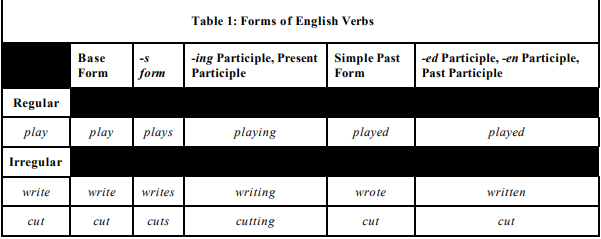 Table 1: Forms of English Verbs
Base Form -s form -ing Participle, Present Participle Simple Past Form -ed Participle, -en Participle, Past Participle
Regular
play play plays playing played played
Irregular
write write writes writing wrote written
cut cut cuts cutting cut cut